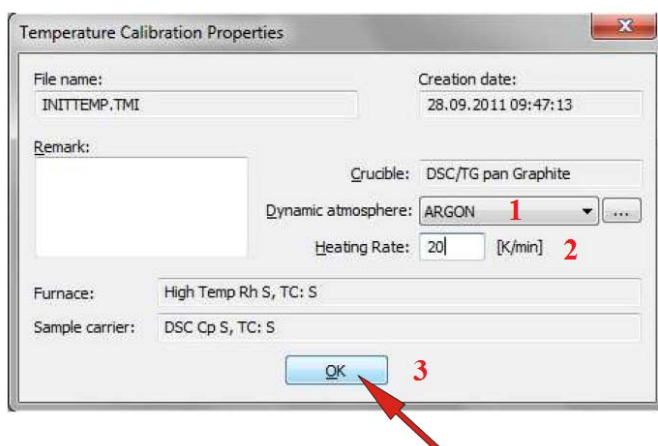 Temperature Calibration Properties
File name:
Creation date:
INITTEMP.TMI
28.09.2011 09:47:13
Remark:
Crucible: DSC/TG pan Graphite
Dynamic atmosphere: ARGON 1 ...
Heating Rate: 20 [K/min] 2
Furnace: High Temp Rh S, TC: S
Sample carrier: DSC Cp S, TC: S
OK 3